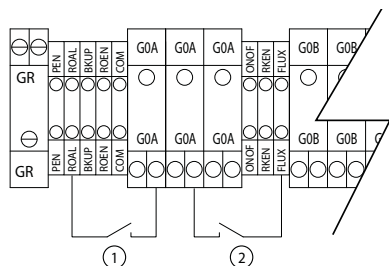 PEN ROAL BKUP ROEN COM G0A G0A G0A ONOF RKEN FLUX G0B G0B
GR G0A G0A G0A G0B G0B
GR PEN ROAL BKUP ROEN COM ONOF RKEN FLUX
1 2